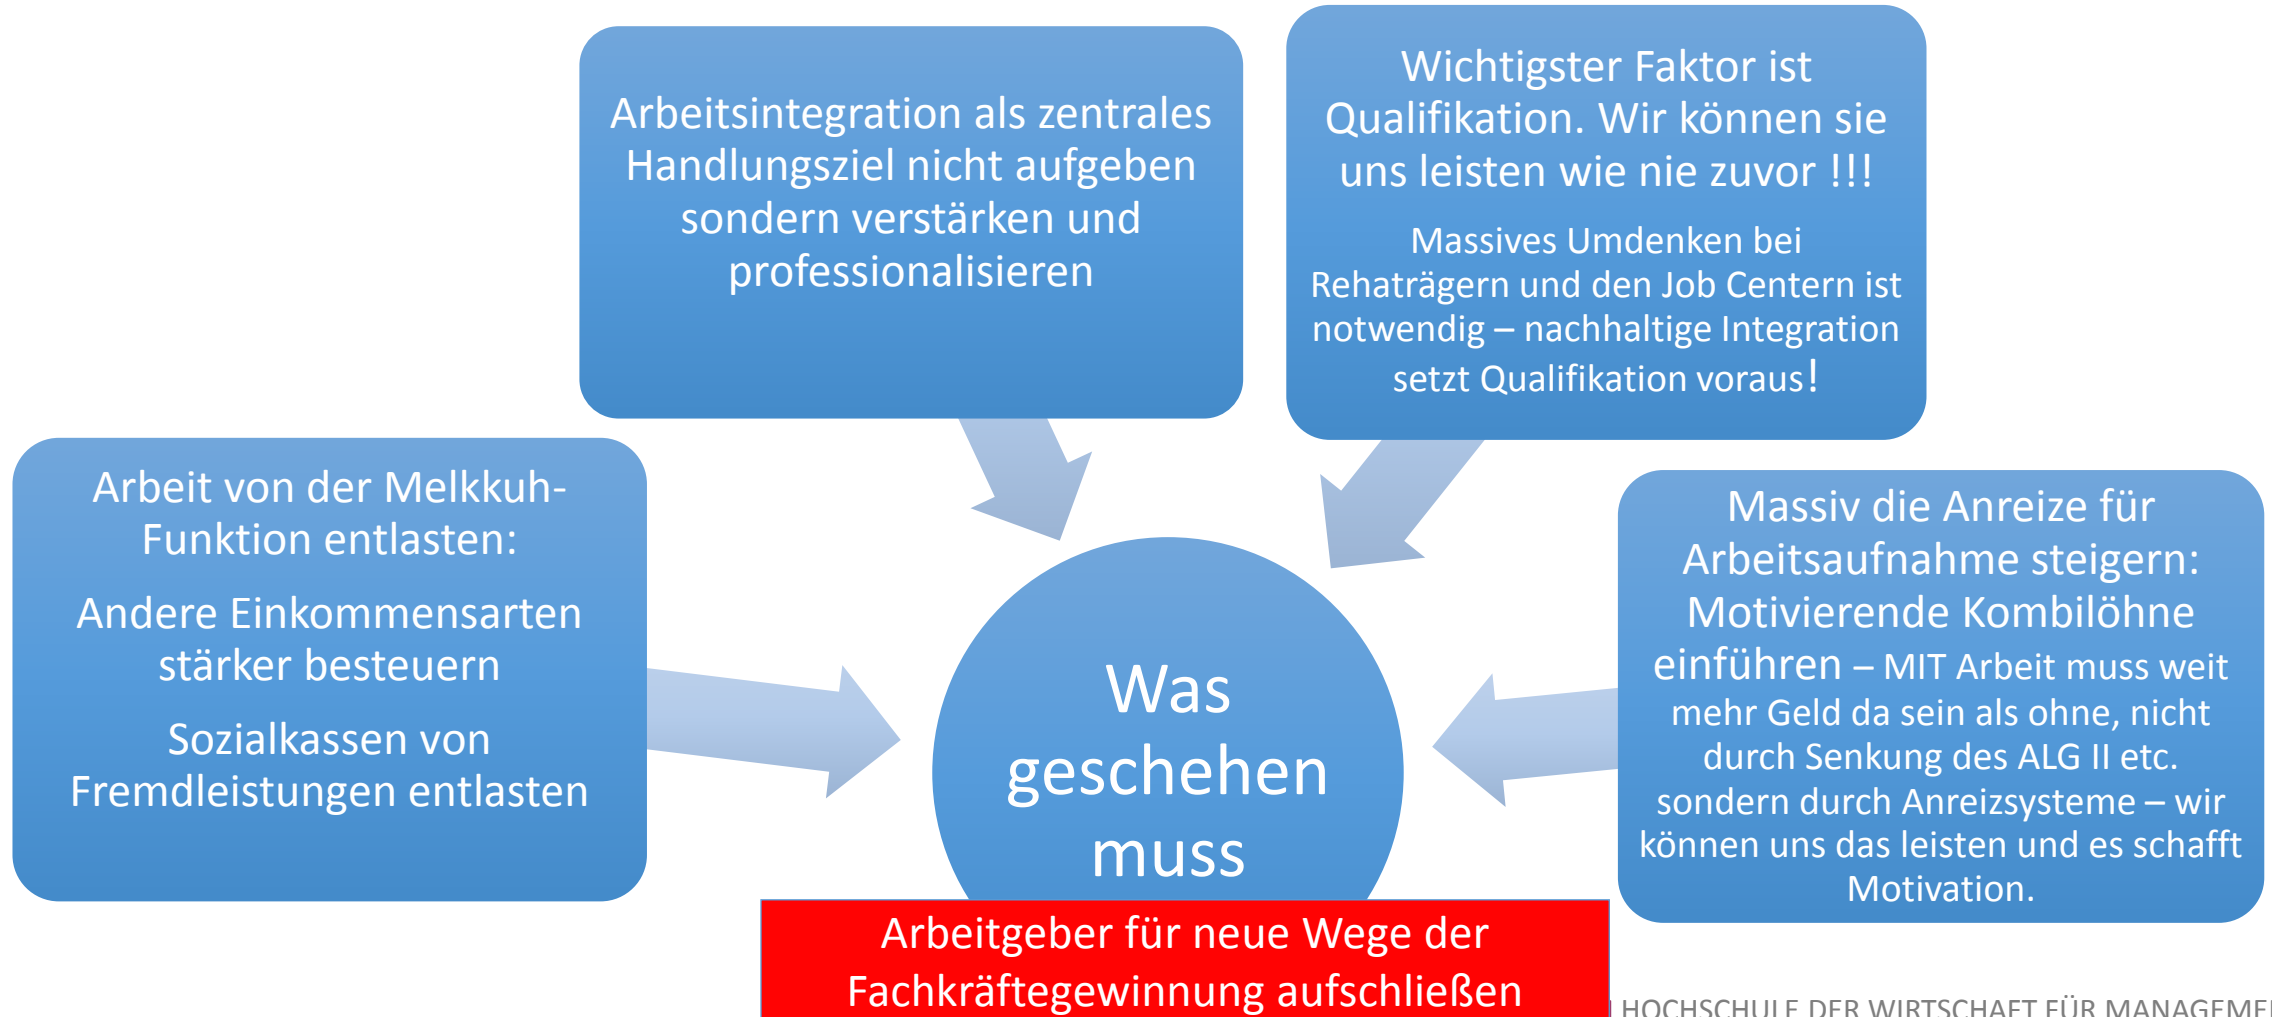 Arbeitsintegration als zentrales
Handlungsziel nicht aufgeben
sondern verstärken und
professionalisieren
Wichtigster Faktor ist
Qualifikation. Wir können sie
uns leisten wie nie zuvor !!!
Massives Umdenken bei
Rehaträgern und den Job Centern ist
notwendig – nachhaltige Integration
setzt Qualifikation voraus!
Arbeit von der Melkkuh-
Funktion entlasten:
Andere Einkommensarten
stärker besteuern
Sozialkassen von
Fremdleistungen entlasten
Was
geschehen
muss
Massiv die Anreize für
Arbeitsaufnahme steigern:
Motivierende Kombilöhne
einführen – MIT Arbeit muss weit
mehr Geld da sein als ohne, nicht
durch Senkung des ALG II etc.
sondern durch Anreizsysteme – wir
können uns das leisten und es schafft
Motivation.
Arbeitgeber für neue Wege der
Fachkräftegewinnung aufschließen
HOCHSCHULE DER WIRTSCHAFT FÜR